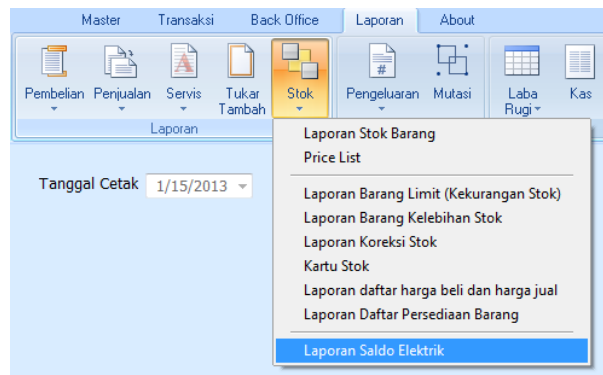 Master Transaksi Back Office Laporan About
Pembelian Penjualan Servis Tukar Tambah Stok Pengeluaran Mutasi Laba Rugi Kas
Laporan
Tanggal Cetak 1/15/2013
Laporan Stok Barang
Price List
Laporan Barang Limit (Kekurangan Stok)
Laporan Barang Kelebihan Stok
Laporan Koreksi Stok
Kartu Stok
Laporan daftar harga beli dan harga jual
Laporan Daftar Persediaan Barang
Laporan Saldo Elektrik